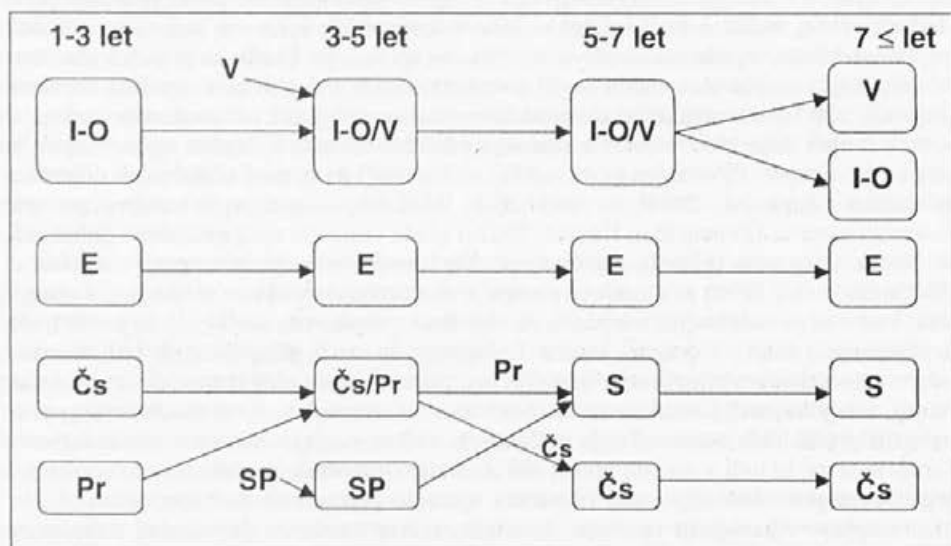 1-3 let 3-5 let 5-7 let 7 ≤ let
V V
I-O I-O/V I-O/V
I-O
E E E E
Čs Čs/Pr Pr S S
Čs
Pr SP SP Čs Čs